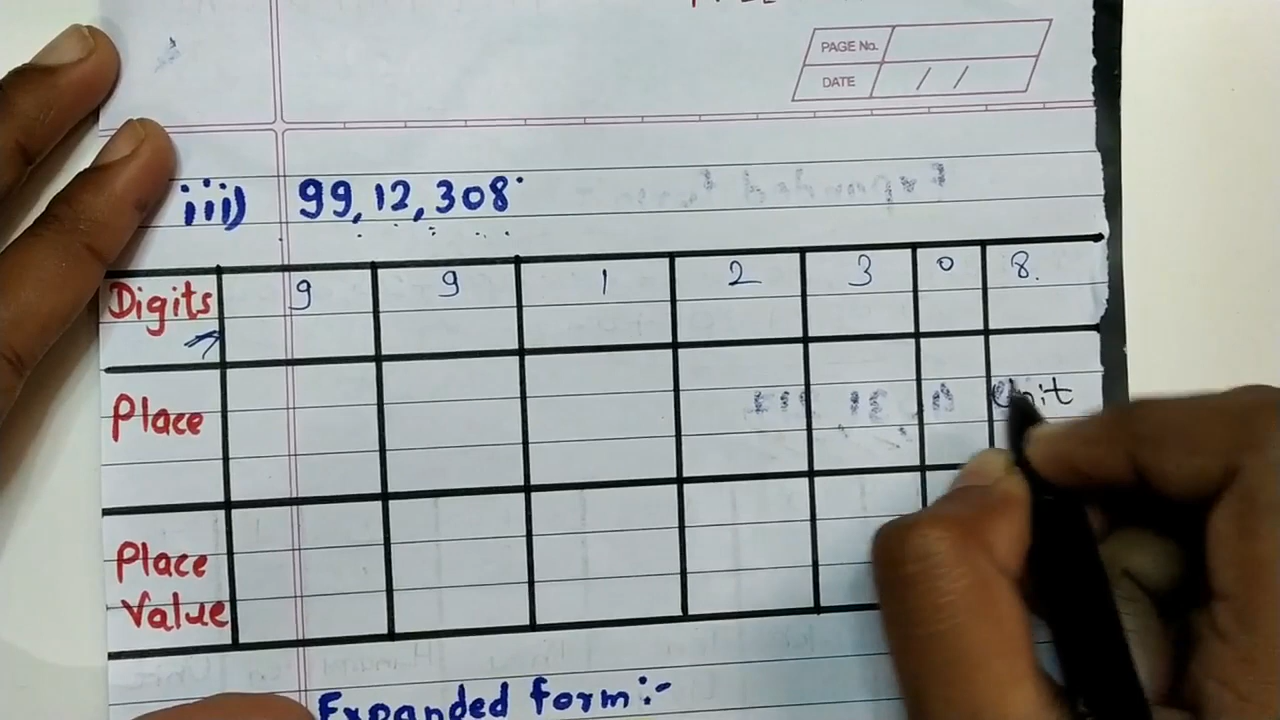 PAGE No.
DATE / /
iii) 99,12,308
Digits 9 9 1 2 3 0 8.
Place Unit
Place
Value
Expanded form:-